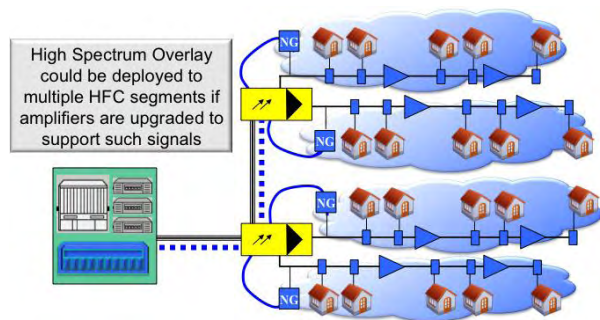 High Spectrum Overlay
could be deployed to
multiple HFC segments if
amplifiers are upgraded to
support such signals
NG
NG
NG
NG